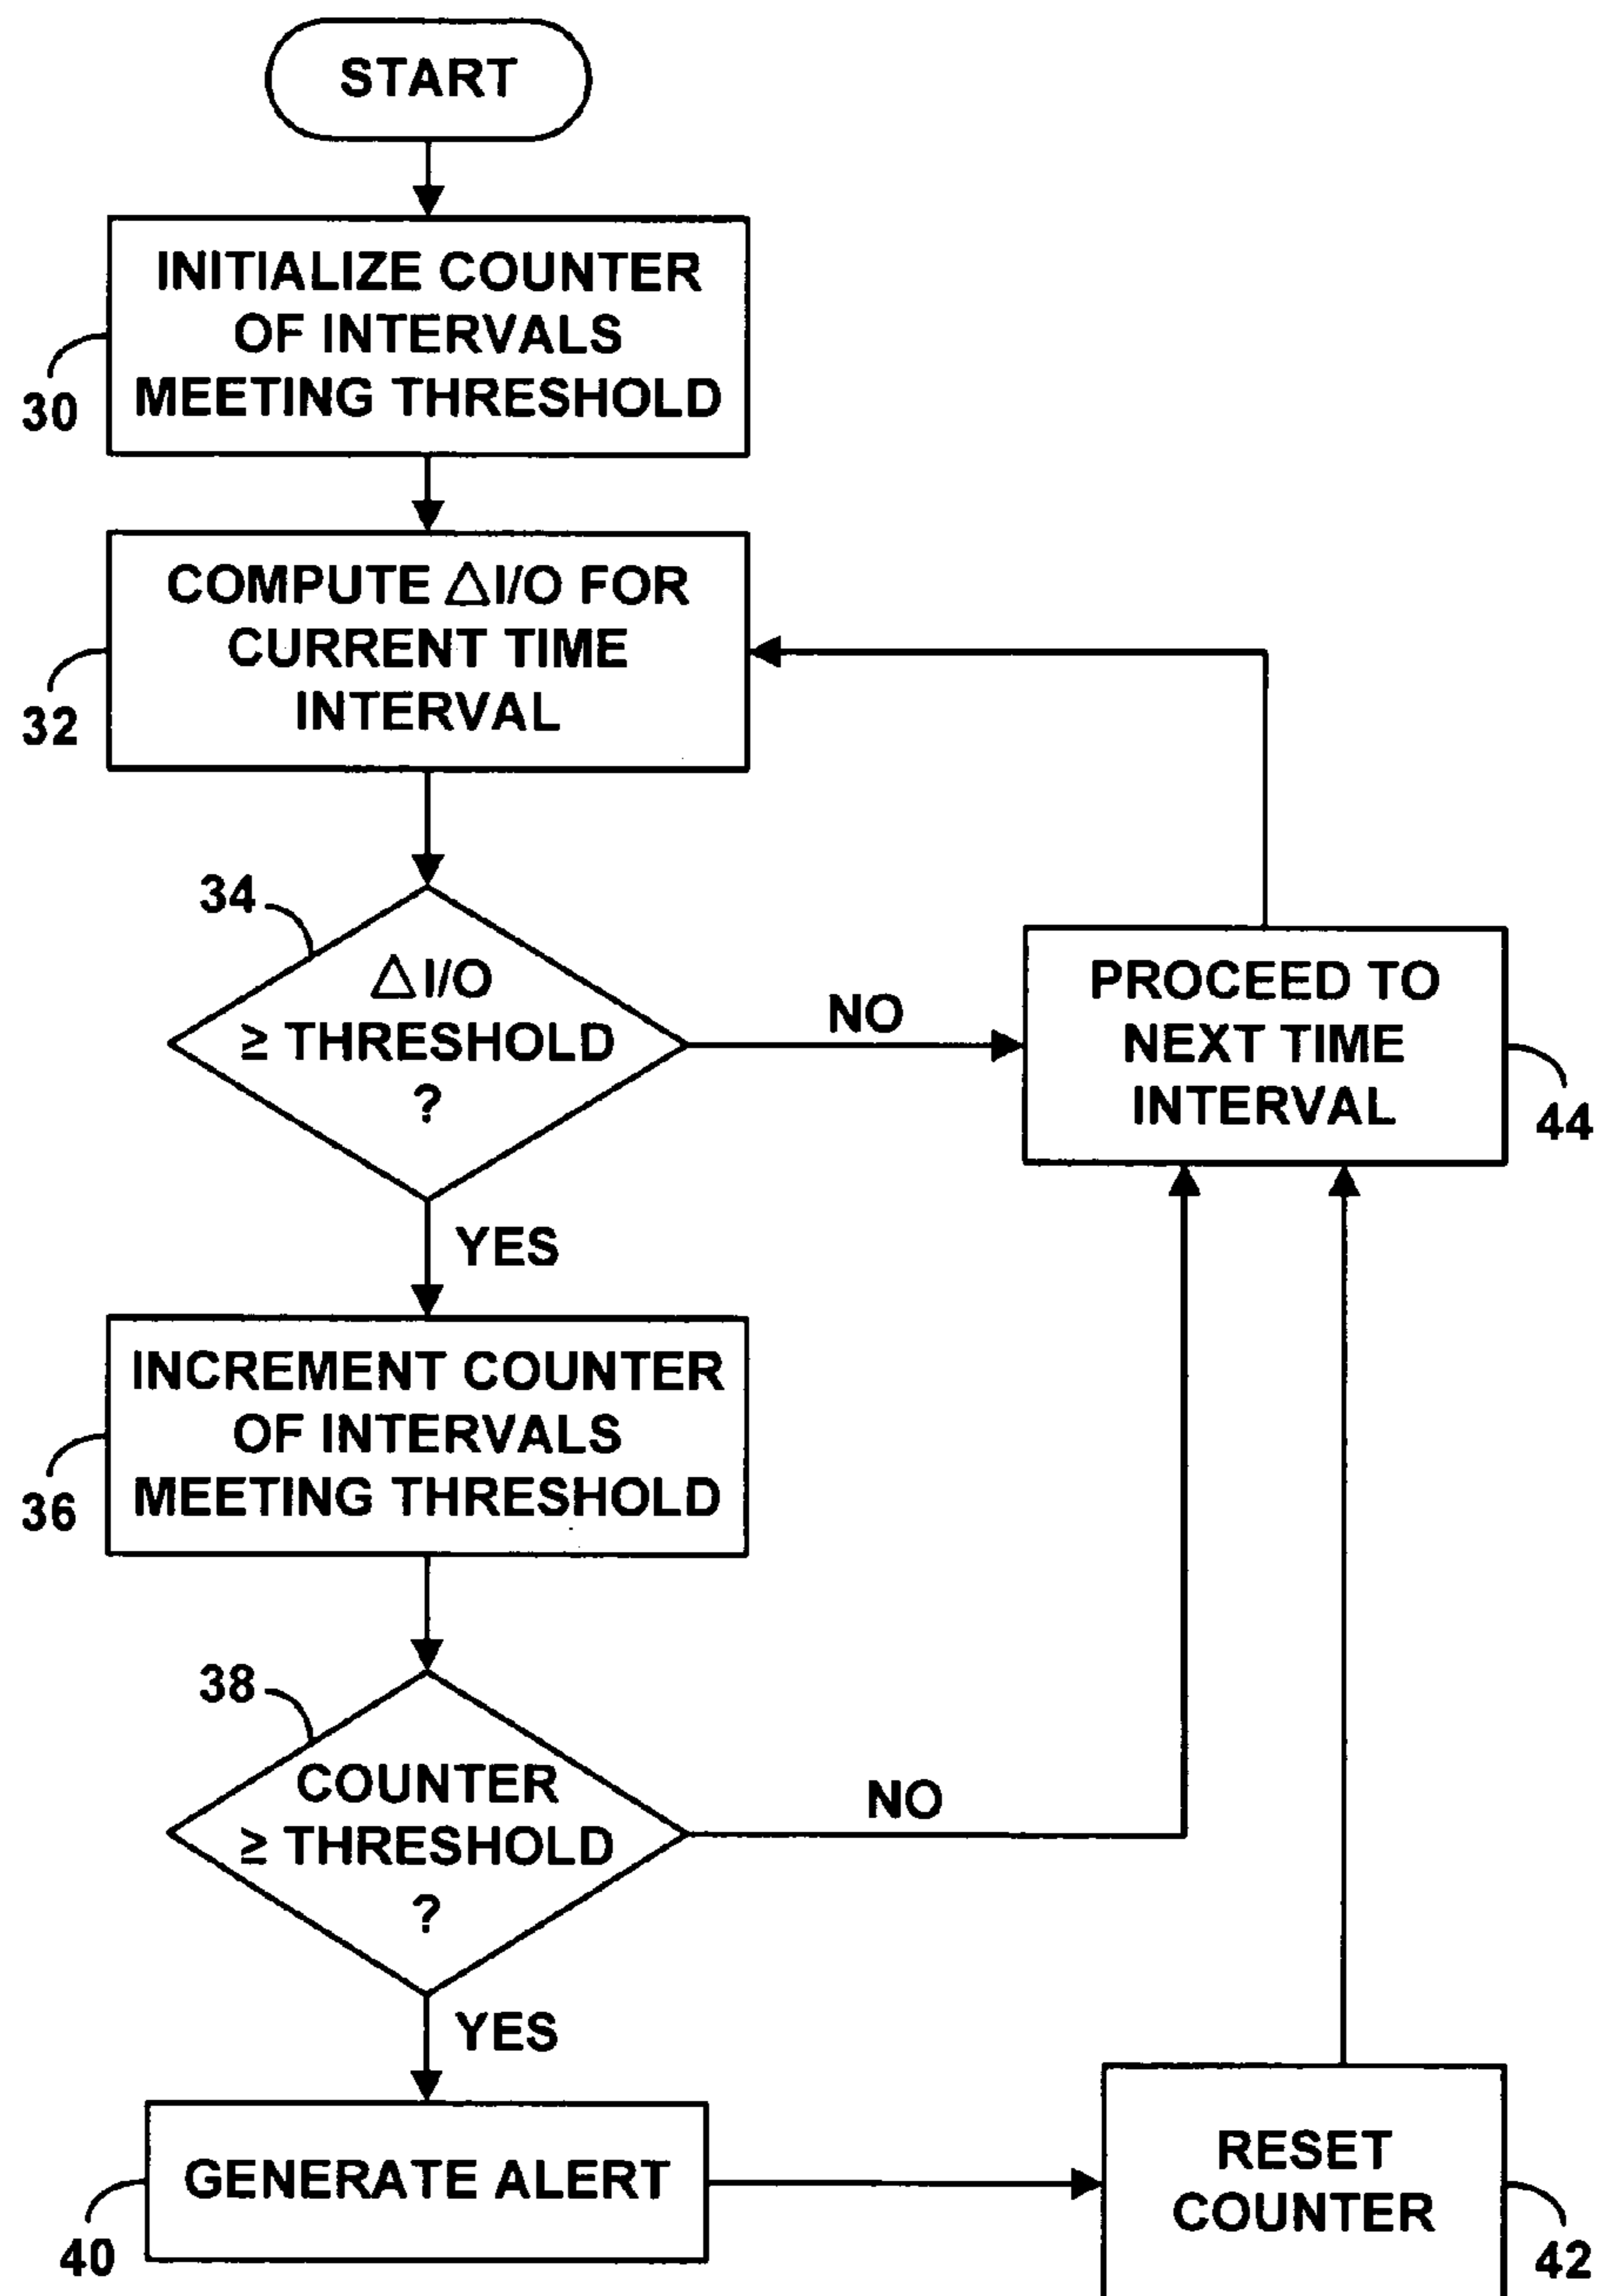 START
INITIALIZE COUNTER
OF INTERVALS
MEETING THRESHOLD
30
COMPUTE △I/O FOR
CURRENT TIME
INTERVAL
32
34
△I/O
≥ THRESHOLD
?
NO
PROCEED TO
NEXT TIME
INTERVAL
44
YES
INCREMENT COUNTER
OF INTERVALS
MEETING THRESHOLD
36
38
COUNTER
≥ THRESHOLD
?
NO
YES
GENERATE ALERT
40
RESET
COUNTER
42